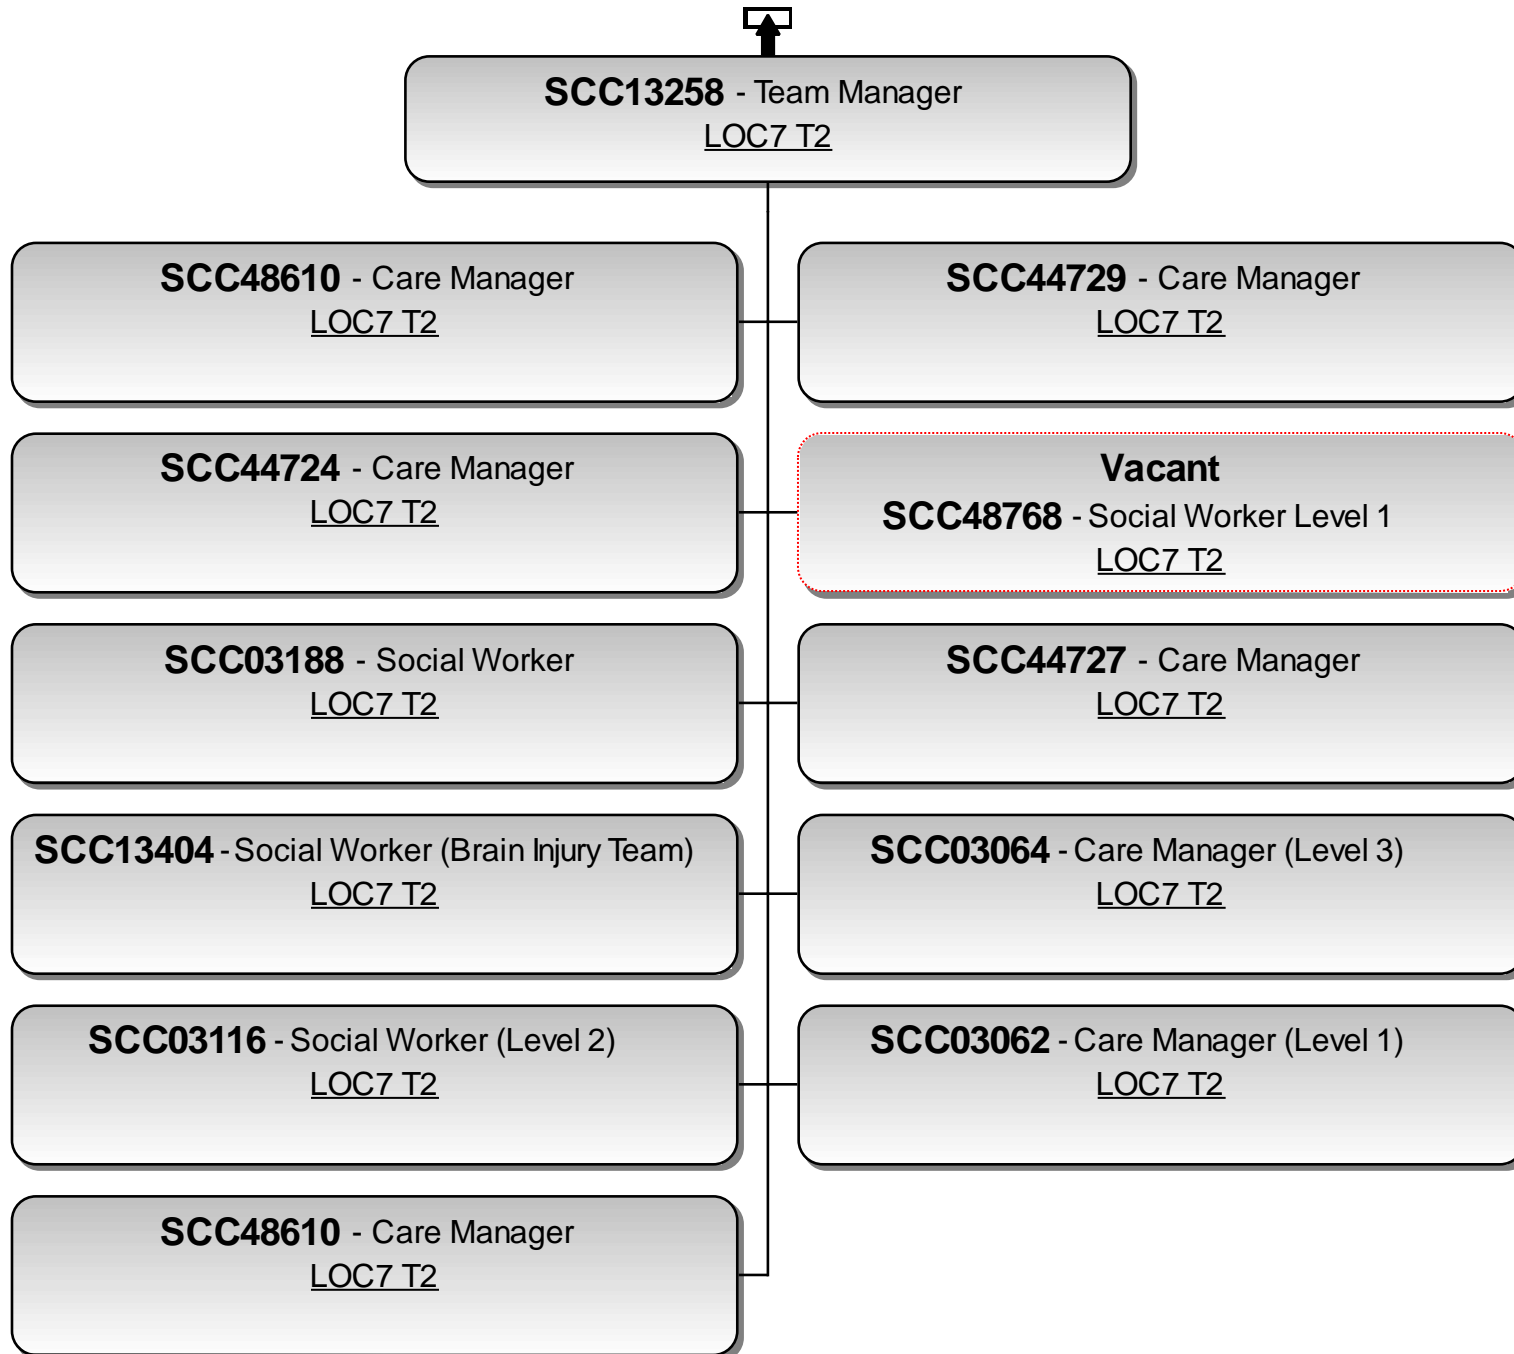 SCC13258 - Team Manager
LOC7 T2
SCC48610 - Care Manager
LOC7 T2
SCC44729 - Care Manager
LOC7 T2
SCC44724 - Care Manager
LOC7 T2
Vacant
SCC48768 - Social Worker Level 1
LOC7 T2
SCC03188 - Social Worker
LOC7 T2
SCC44727 - Care Manager
LOC7 T2
SCC13404 - Social Worker (Brain Injury Team)
LOC7 T2
SCC03064 - Care Manager (Level 3)
LOC7 T2
SCC03116 - Social Worker (Level 2)
LOC7 T2
SCC03062 - Care Manager (Level 1)
LOC7 T2
SCC48610 - Care Manager
LOC7 T2